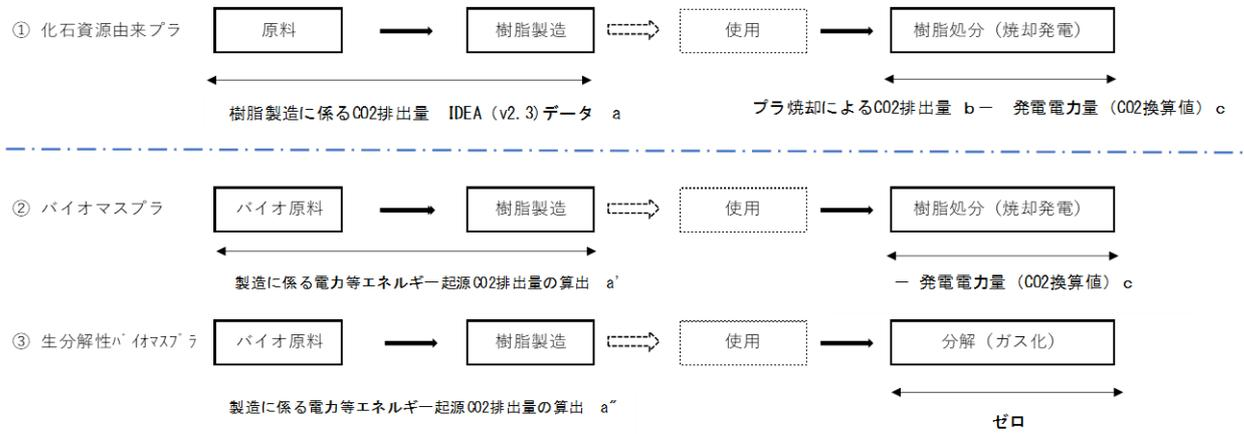 ① 化石資源由来プラ 原料 樹脂製造 使用 樹脂処分（焼却発電）
樹脂製造に係るCO2排出量 IDEA（v2.3)データ a プラ焼却によるCO2排出量 b－ 発電電力量（CO2換算値）c
② バイオマスプラ バイオ原料 樹脂製造 使用 樹脂処分（焼却発電）
製造に係る電力等エネルギー起源CO2排出量の算出 a' － 発電電力量（CO2換算値）c
③ 生分解性ﾊﾞｲｵﾏｽﾌﾟﾗ バイオ原料 樹脂製造 使用 分解（ガス化）
製造に係る電力等エネルギー起源CO2排出量の算出 a” ゼロ